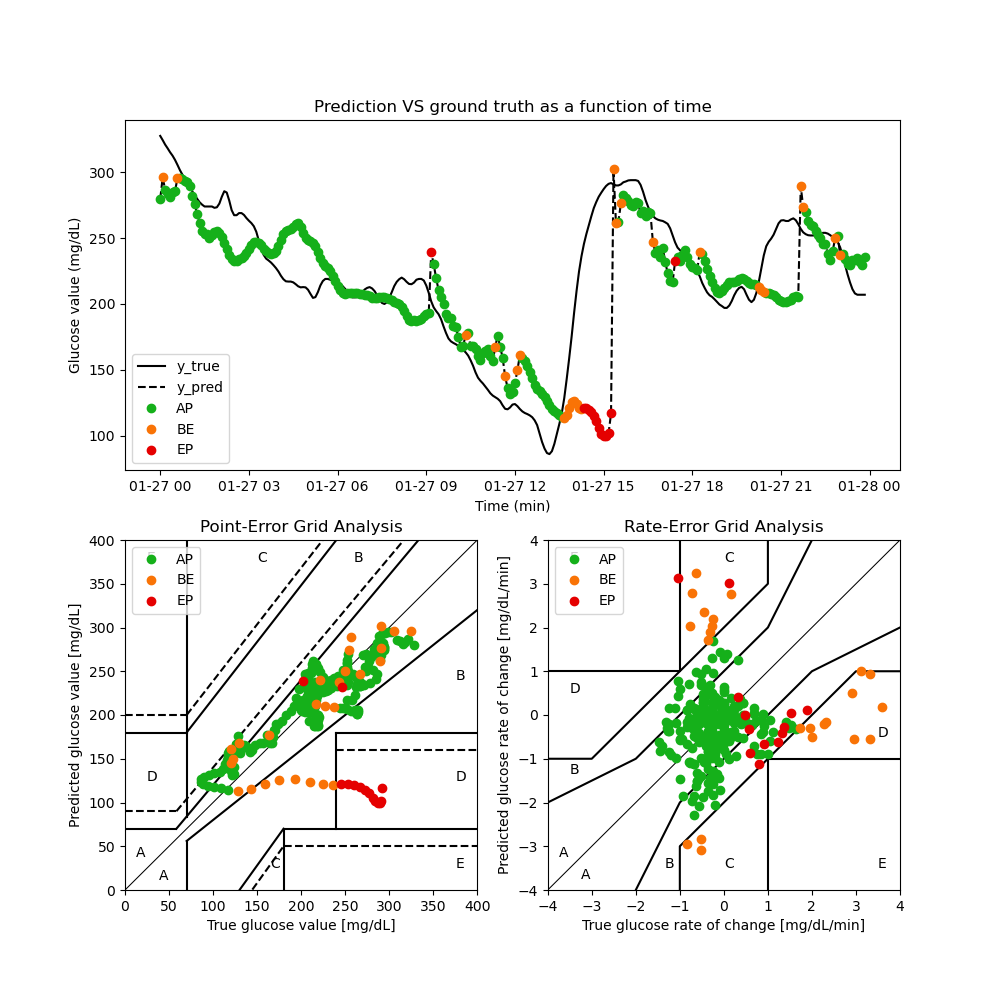 Prediction VS ground truth as a function of time
Glucose value (mg/dL)
300
250
200
150
100
y_true
y_pred
AP
BE
EP
01-27 00 01-27 03 01-27 06 01-27 09 01-27 12 01-27 15 01-27 18 01-27 21 01-28 00
Time (min)
Point-Error Grid Analysis
Predicted glucose value [mg/dL]
400
350
300
250
200
150
100
50
0
AP
BE
EP
C
B
B
D
D
A
A
C
E
0 50 100 150 200 250 300 350 400
True glucose value [mg/dL]
Rate-Error Grid Analysis
Predicted glucose rate of change [mg/dL/min]
4
3
2
1
0
−1
−2
−3
−4
AP
BE
EP
C
D
D
B
A
A
B
C
E
−4 −3 −2 −1 0 1 2 3 4
True glucose rate of change [mg/dL/min]